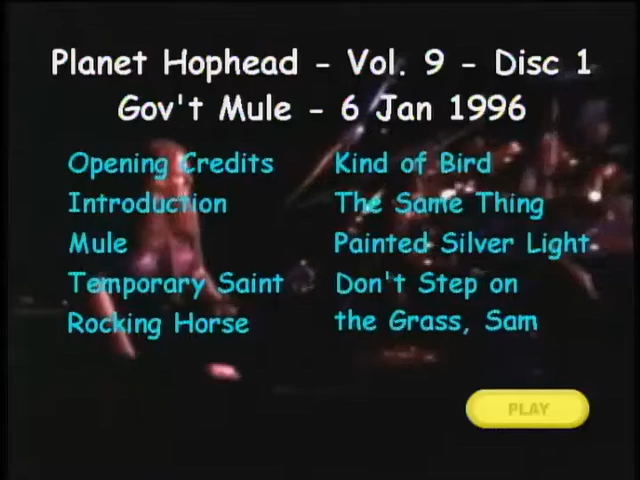 Planet Hophead - Vol. 9 - Disc 1
Gov't Mule - 6 Jan 1996
Opening Credits
Introduction
Mule
Temporary Saint
Rocking Horse
Kind of Bird
The Same Thing
Painted Silver Light
Don't Step on
the Grass, Sam
PLAY